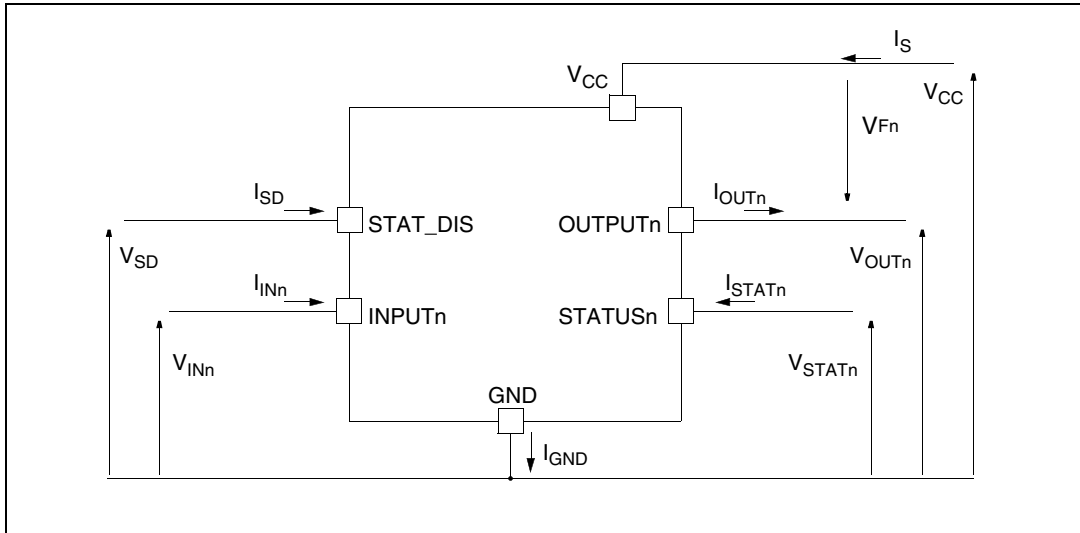 I_S
V_CC
V_CC
V_Fn
I_SD
I_OUTn
STAT_DIS
OUTPUTn
V_SD
V_OUTn
I_INn
I_STATn
INPUTn
STATUSn
V_INn
V_STATn
GND
I_GND